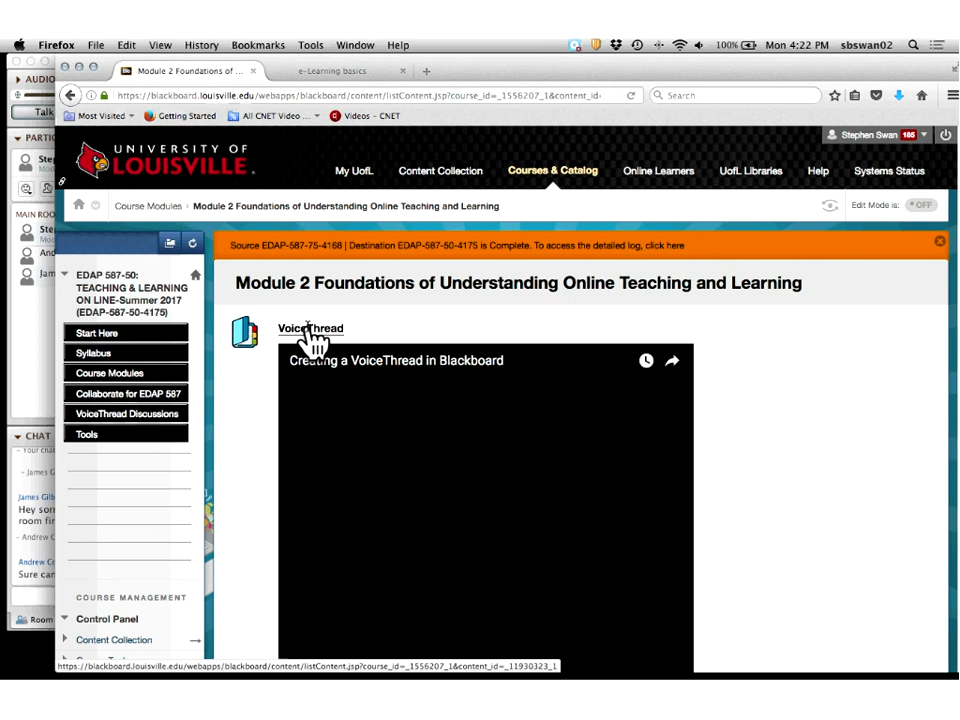 Firefox File Edit View History Bookmarks Tools Window Help 100% Mon 4:22 PM sbswan02
Module 2 Foundations of ... × e-Learning basics × +
https://blackboard.louisville.edu/webapps/blackboard/content/listContent.jsp?course_id=_1556207_1&content_id= Search
Most Visited Getting Started All CNET Video ... Videos – CNET
AUDIO
Talk
Stephen Swan 185
UNIVERSITY OF
LOUISVILLE
My UofL Content Collection Courses & Catalog Online Learners UofL Libraries Help Systems Status
Course Modules > Module 2 Foundations of Understanding Online Teaching and Learning Edit Mode is: OFF
MAIN ROO
Source EDAP-587-75-4168 | Destination EDAP-587-50-4175 is Complete. To access the detailed log, click here
EDAP 587-50:
TEACHING & LEARNING
ON LINE-Summer 2017
(EDAP-587-50-4175)
Module 2 Foundations of Understanding Online Teaching and Learning
Start Here
Syllabus
Course Modules
Collaborate for EDAP 587
VoiceThread Discussions
Tools
VoiceThread
Creating a VoiceThread in Blackboard
CHAT
- Your cha
- James G
James Gilb
Hey son
room fir
- Andrew C
Andrew Co
Sure can
Room
COURSE MANAGEMENT
Control Panel
Content Collection
https://blackboard.louisville.edu/webapps/blackboard/content/listContent.jsp?course_id=_1556207_1&content_id=_11930323_1